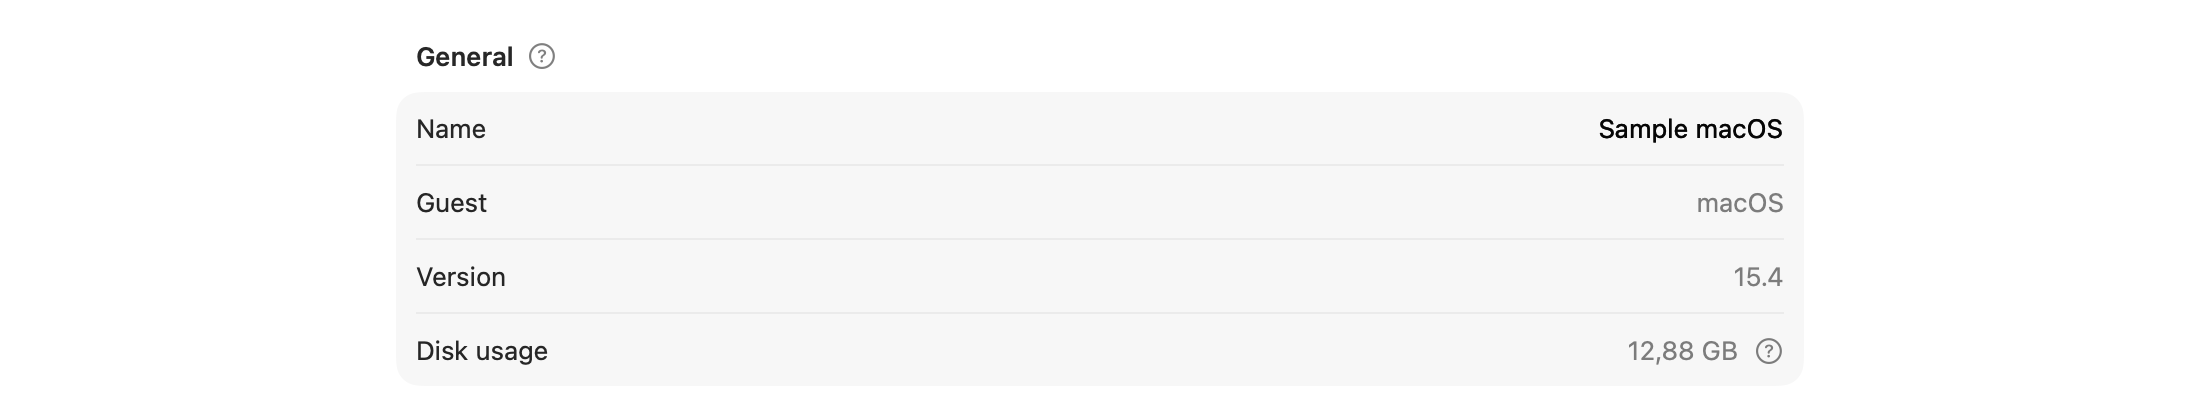 General ?
Name Sample macOS
Guest macOS
Version 15.4
Disk usage 12,88 GB ?